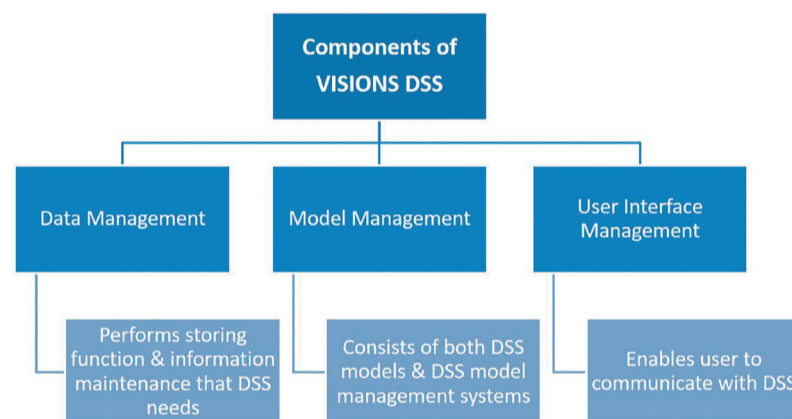 Components of
VISIONS DSS
Data Management
Model Management
User Interface
Management
Performs storing
function & information
maintenance that DSS
needs
Consists of both DSS
models & DSS model
management systems
Enables user to
communicate with DSS